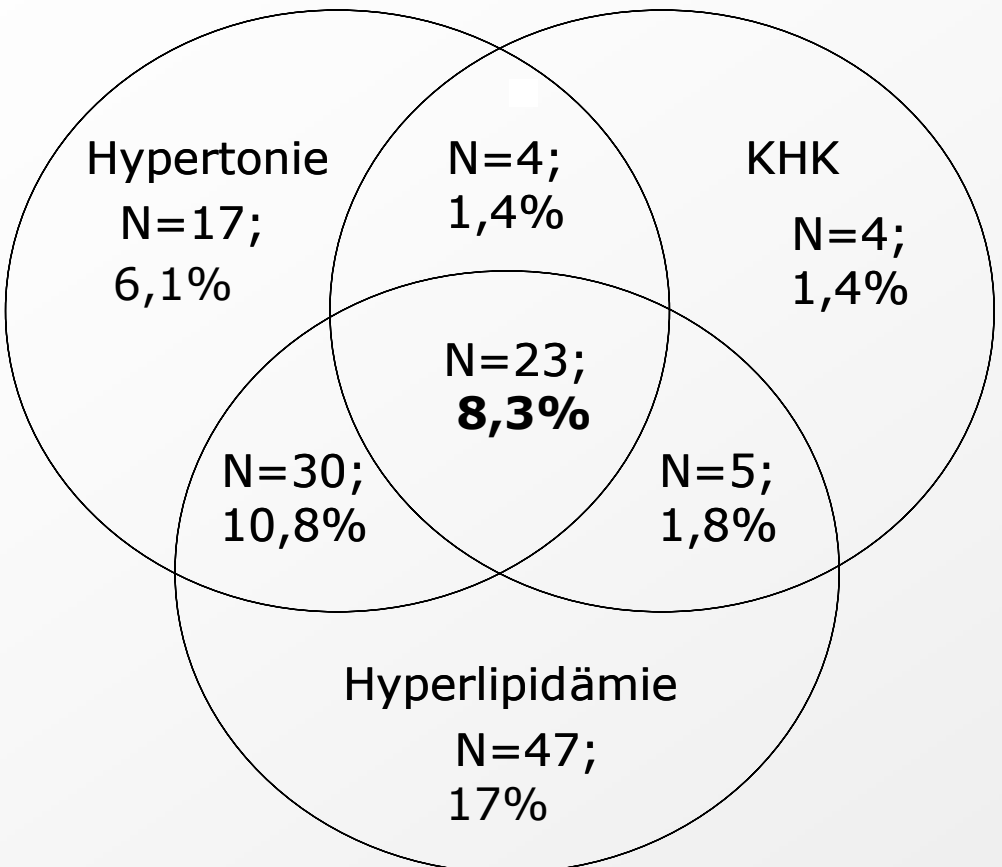 Hypertonie
N=17;
6,1%
N=4;
1,4%
KHK
N=4;
1,4%
N=23;
8,3%
N=30;
10,8%
N=5;
1,8%
Hyperlipidämie
N=47;
17%